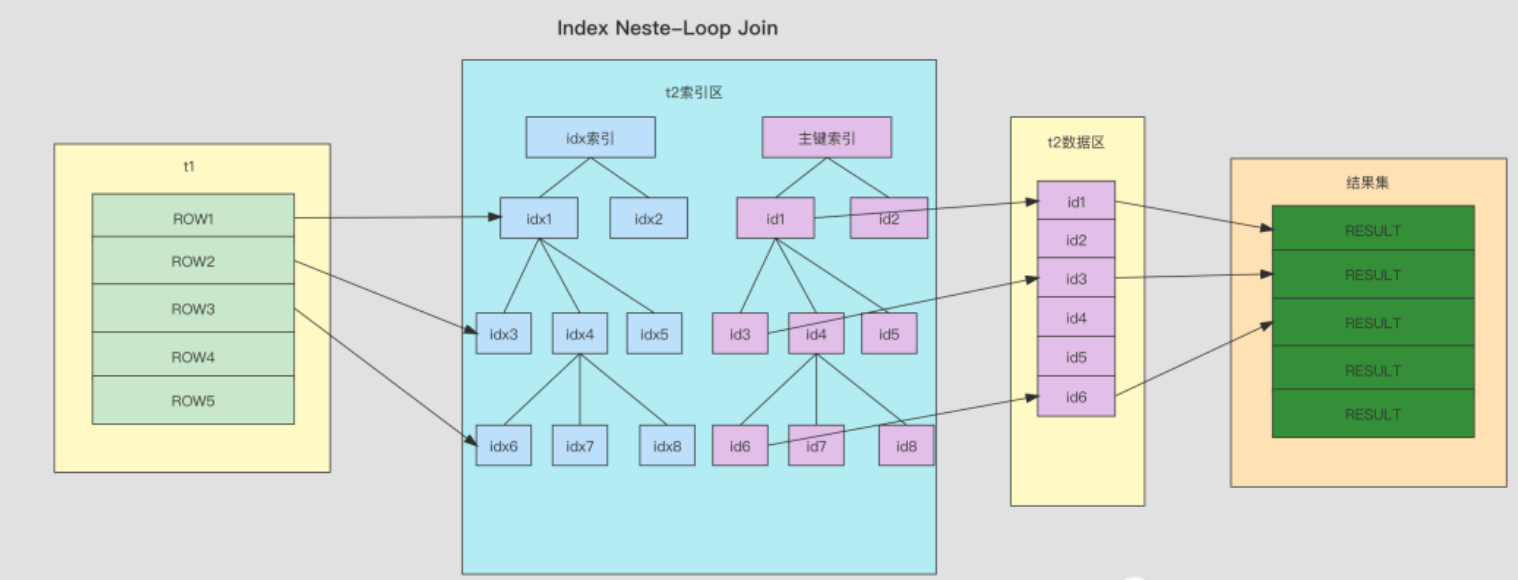 Index Neste-Loop Join
t1
ROW1
ROW2
ROW3
ROW4
ROW5
t2索引区
idx索引
主键索引
idx1
idx2
id1
id2
idx3
idx4
idx5
id3
id4
id5
idx6
idx7
idx8
id6
id7
id8
t2数据区
id1
id2
id3
id4
id5
id6
结果集
RESULT
RESULT
RESULT
RESULT
RESULT